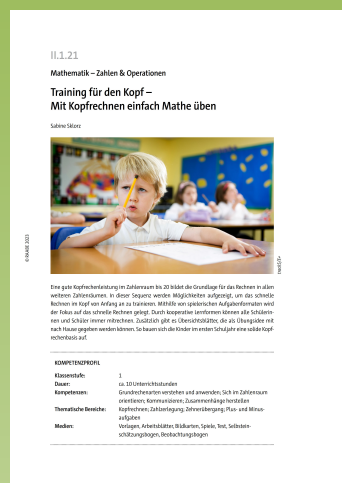 II.1.21
Mathematik – Zahlen & Operationen
Training für den Kopf –
Mit Kopfrechnen einfach Mathe üben
Sabine Sklorz
© RAABE 2023
Eine gute Kopfrechenleistung im Zahlenraum bis 20 bildet die Grundlage für das Rechnen in allen
weiteren Zahlenräumen. In dieser Sequenz werden Möglichkeiten aufgezeigt, um das schnelle
Rechnen im Kopf von Anfang an zu trainieren. Mithilfe von spielerischen Aufgabenformaten wird
der Fokus auf das schnelle Rechnen gelegt. Durch kooperative Lernformen können alle Schülerin-
nen und Schüler immer mitrechnen. Zusätzlich gibt es Übersichtsblätter, die als Übungsidee mit
nach Hause gegeben werden können. So bauen sich die Kinder im ersten Schuljahr eine solide Kopf-
rechenbasis auf.
KOMPETENZPROFIL
Klassenstufe: 1
Dauer: ca. 10 Unterrichtsstunden
Kompetenzen: Grundrechenarten verstehen und anwenden; Sich im Zahlenraum
orientieren; Kommunizieren; Zusammenhänge herstellen
Thematische Bereiche: Kopfrechnen; Zahlzerlegung; Zehnerübergang; Plus- und Minus-
aufgaben
Medien: Vorlagen, Arbeitsblätter, Bildkarten, Spiele, Test, Selbstein-
schätzungsbogen, Beobachtungsbogen